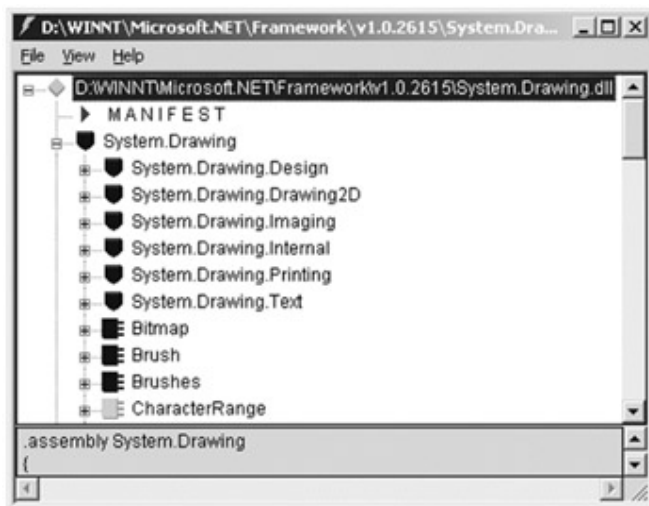 D:\WINNT\Microsoft.NET\Framework\v1.0.2615\System.Dra...
File View Help
D:\WINNT\Microsoft.NET\Framework\v1.0.2615\System.Drawing.dll
M A N I F E S T
System.Drawing
System.Drawing.Design
System.Drawing.Drawing2D
System.Drawing.Imaging
System.Drawing.Internal
System.Drawing.Printing
System.Drawing.Text
Bitmap
Brush
Brushes
CharacterRange
.assembly System.Drawing
{